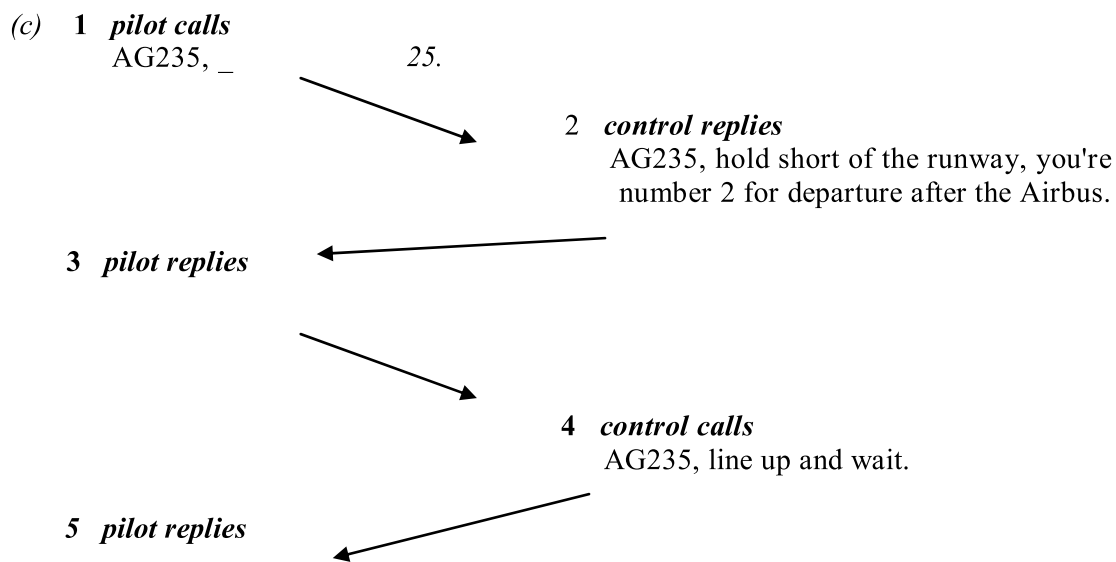 (c) 1 pilot calls
AG235, _ 25.
2 control replies
AG235, hold short of the runway, you're
number 2 for departure after the Airbus.
3 pilot replies
4 control calls
AG235, line up and wait.
5 pilot replies